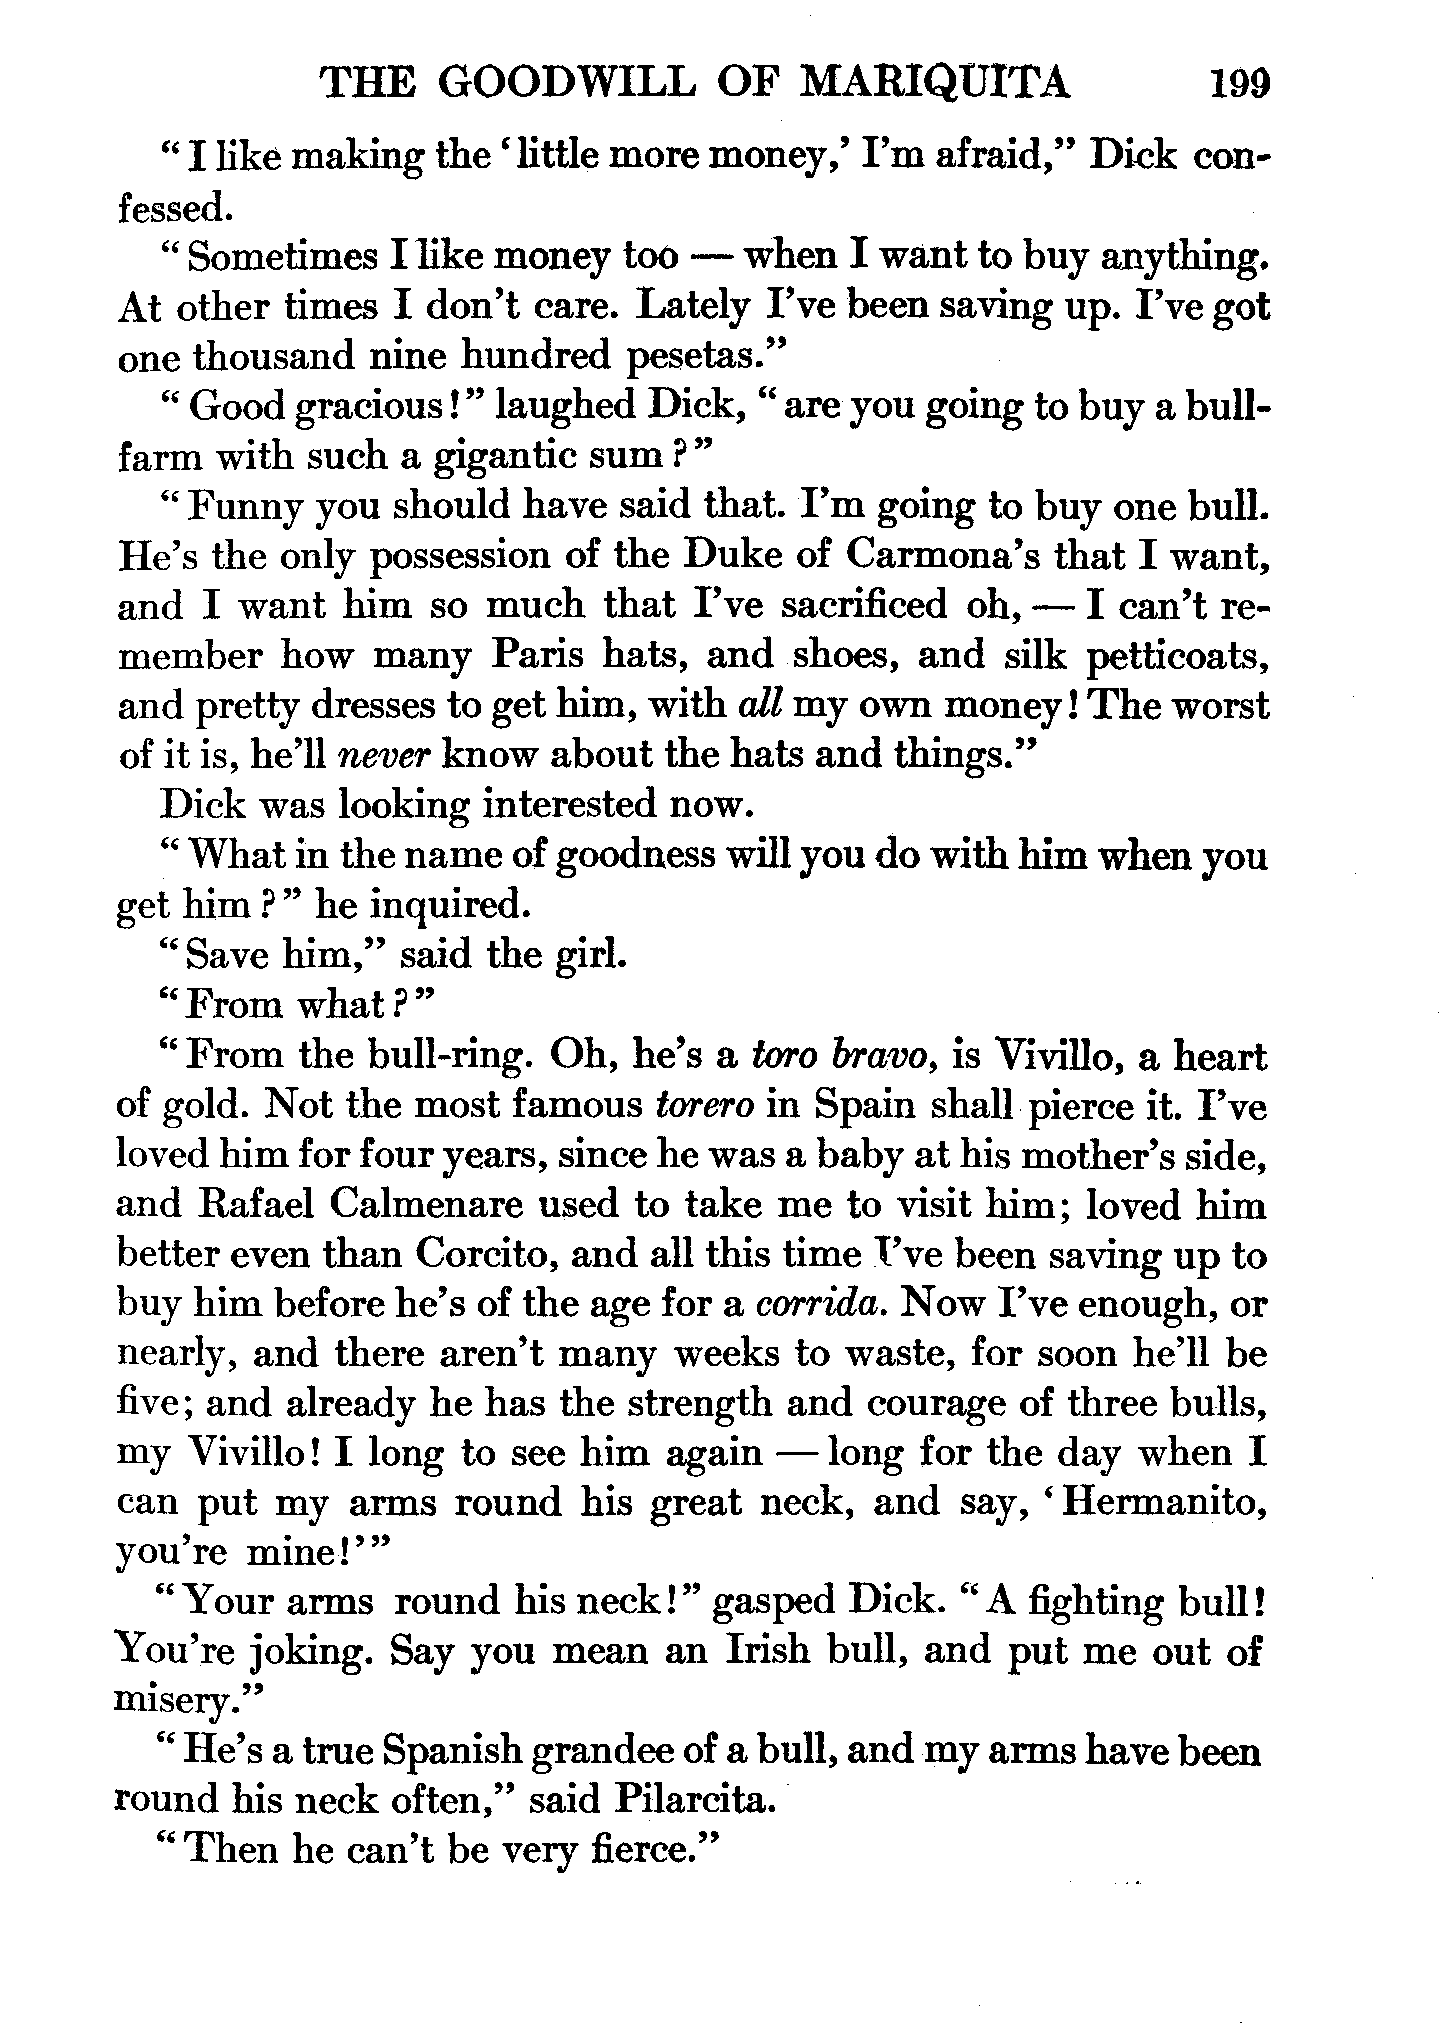 THE GOODWILL OF MARIQUITA 199
"I like making the 'little more money,' I'm afraid," Dick con-
fessed.
"Sometimes I like money too — when I want to buy anything.
At other times I don't care. Lately I've been saving up. I've got
one thousand nine hundred pesetas."
"Good gracious!" laughed Dick, "are you going to buy a bull-
farm with such a gigantic sum?"
"Funny you should have said that. I'm going to buy one bull.
He's the only possession of the Duke of Carmona's that I want,
and I want him so much that I've sacrificed oh, — I can't re-
member how many Paris hats, and shoes, and silk petticoats,
and pretty dresses to get him, with all my own money! The worst
of it is, he'll never know about the hats and things."
Dick was looking interested now.
"What in the name of goodness will you do with him when you
get him?" he inquired.
"Save him," said the girl.
"From what?"
"From the bull-ring. Oh, he's a toro bravo, is Vivillo, a heart
of gold. Not the most famous torero in Spain shall pierce it. I've
loved him for four years, since he was a baby at his mother's side,
and Rafael Calmenare used to take me to visit him; loved him
better even than Corcito, and all this time I've been saving up to
buy him before he's of the age for a corrida. Now I've enough, or
nearly, and there aren't many weeks to waste, for soon he'll be
five; and already he has the strength and courage of three bulls,
my Vivillo! I long to see him again — long for the day when I
can put my arms round his great neck, and say, 'Hermanito,
you're mine!'"
"Your arms round his neck!" gasped Dick. "A fighting bull!
You're joking. Say you mean an Irish bull, and put me out of
misery."
"He's a true Spanish grandee of a bull, and my arms have been
round his neck often," said Pilarcita.
"Then he can't be very fierce."